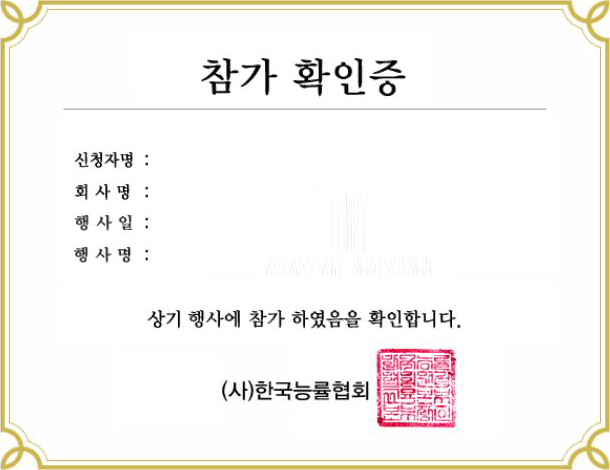 참가 확인증
신청자명 :
회 사 명 :
행 사 일 :
행 사 명 :
상기 행사에 참가 하였음을 확인합니다.
(사)한국능률협회